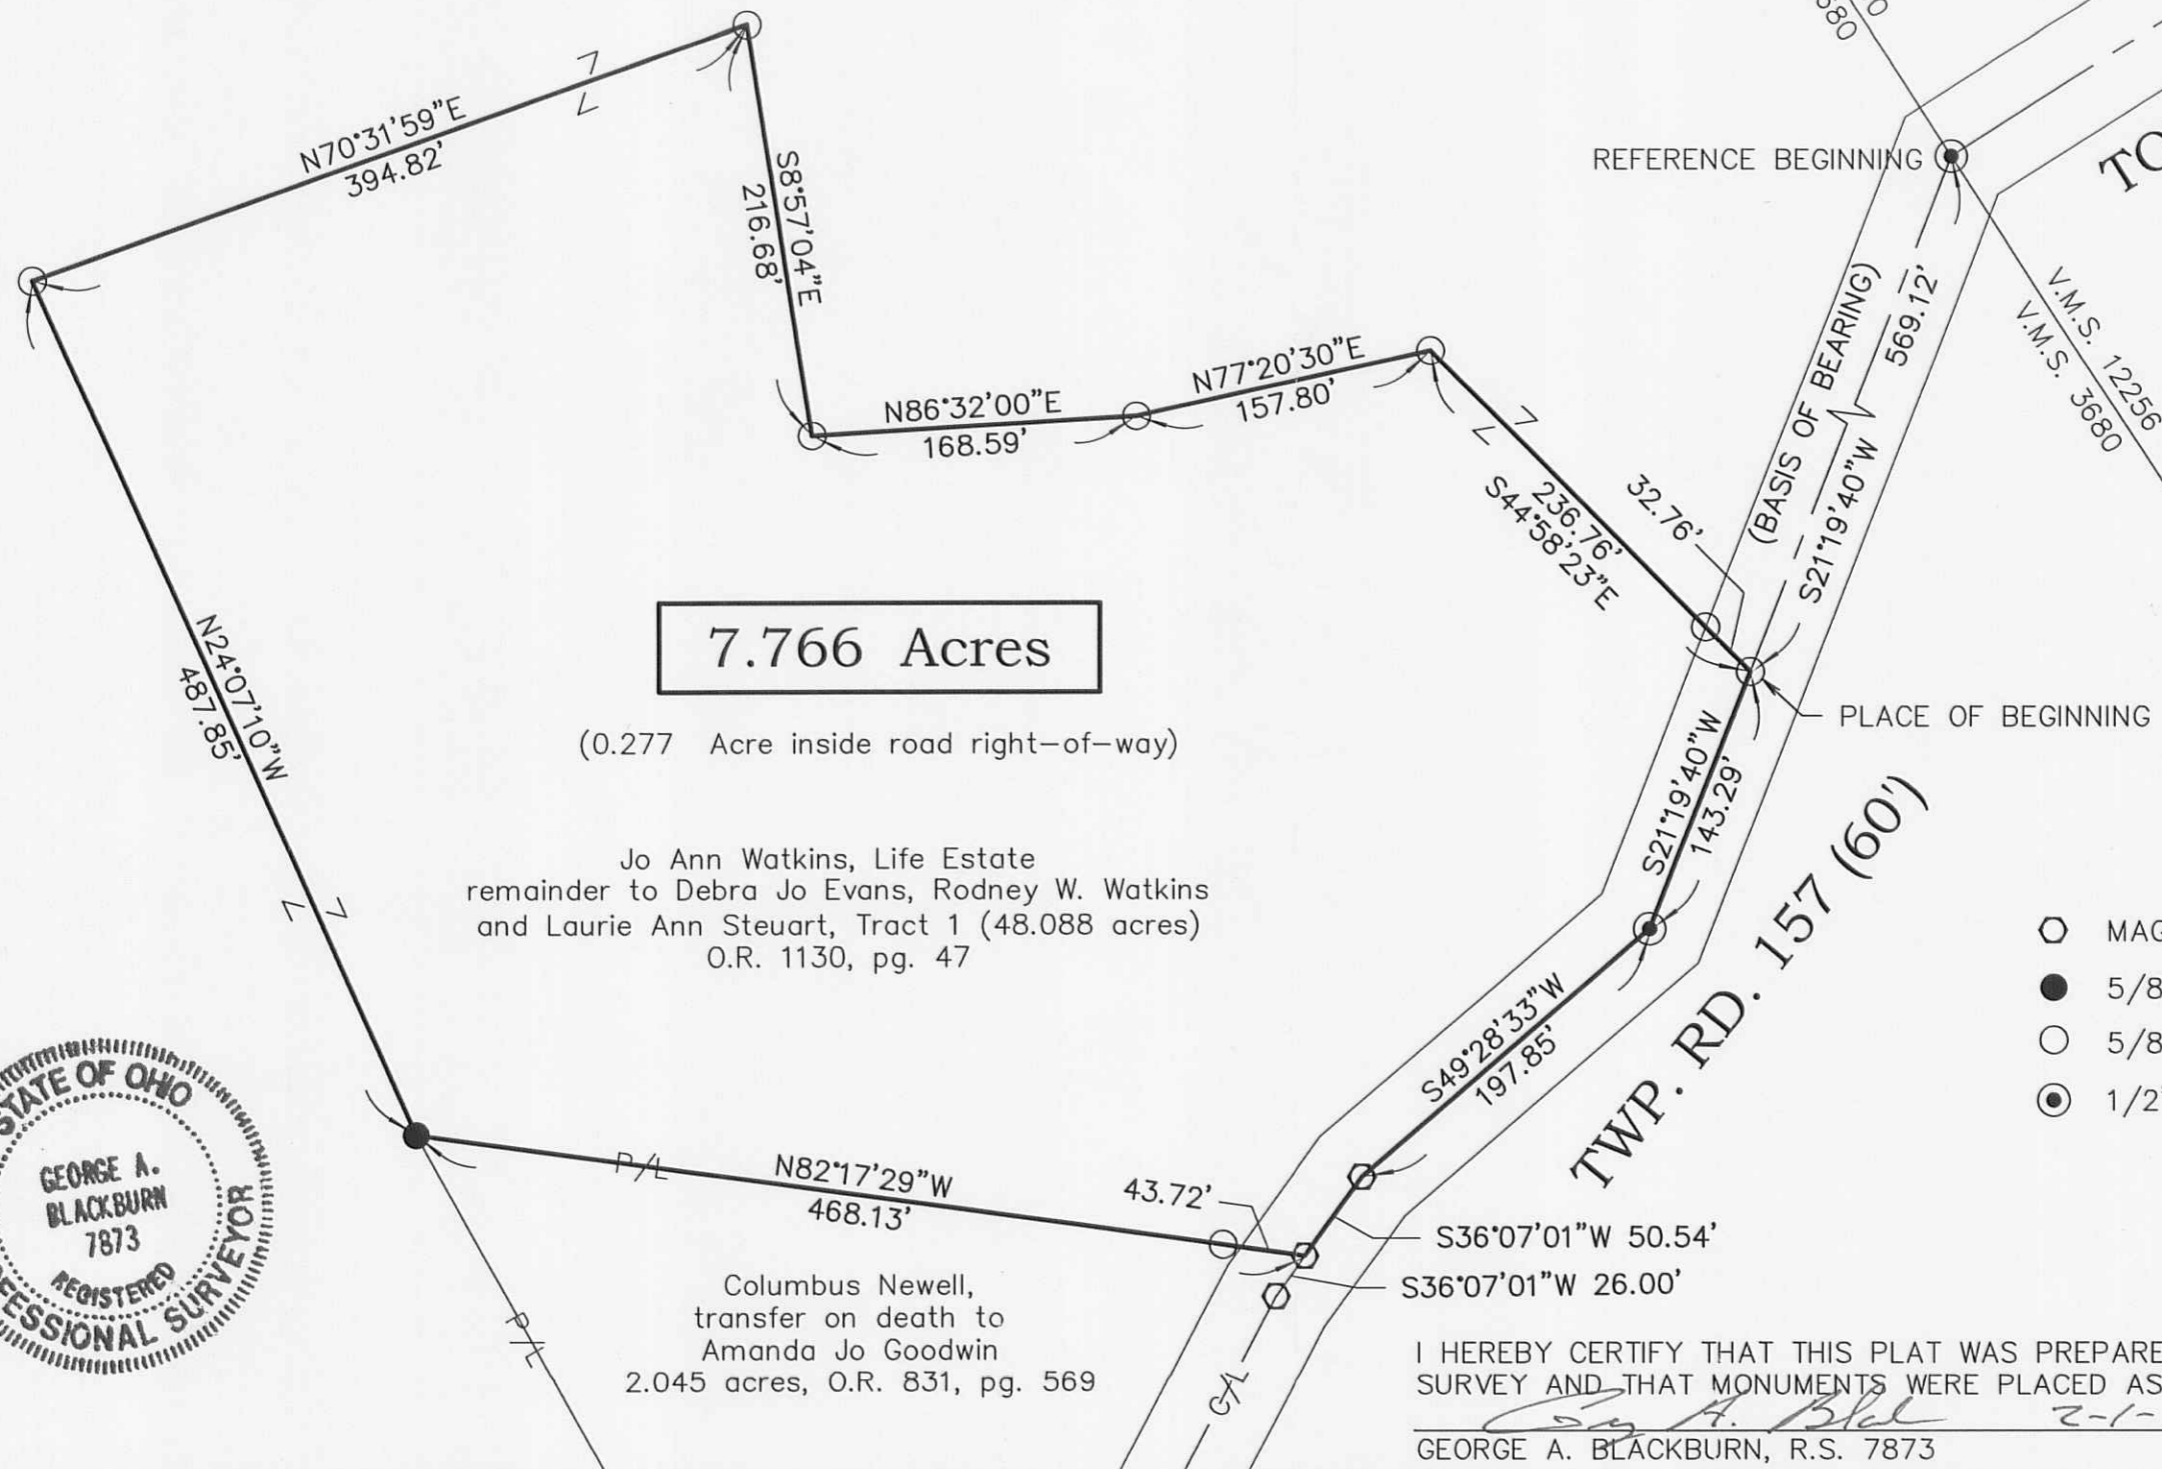 N70°31'59"E
394.82'
7
7
S8°57'04"E
216.68'
N86°32'00"E
168.59'
N77°20'30"E
157.80'
7
7
236.76'
S44°58'23"E
32.76'
REFERENCE BEGINNING
(BASIS OF BEARING)
569.12'
S21°19'40"W
V.M.S. 12256
V.M.S. 3680
N24°07'10"W
487.85'
7
7
7.766 Acres
(0.277 Acre inside road right-of-way)
PLACE OF BEGINNING
S21°19'40"W
143.29'
Jo Ann Watkins, Life Estate
remainder to Debra Jo Evans, Rodney W. Watkins
and Laurie Ann Steuart, Tract 1 (48.088 acres)
O.R. 1130, pg. 47
TWP. RD. 157 (60')
S49°28'33"W
197.85'
MAG
5/8
5/8
1/2"
STATE OF OHIO
GEORGE A.
BLACKBURN
7873
REGISTERED
SURVEYOR
P/L
N82°17'29"W
468.13'
43.72'
S36°07'01"W 50.54'
S36°07'01"W 26.00'
Columbus Newell,
transfer on death to
Amanda Jo Goodwin
2.045 acres, O.R. 831, pg. 569
P/L
C/L
I HEREBY CERTIFY THAT THIS PLAT WAS PREPARE
SURVEY AND THAT MONUMENTS WERE PLACED AS
2-1-
GEORGE A. BLACKBURN, R.S. 7873